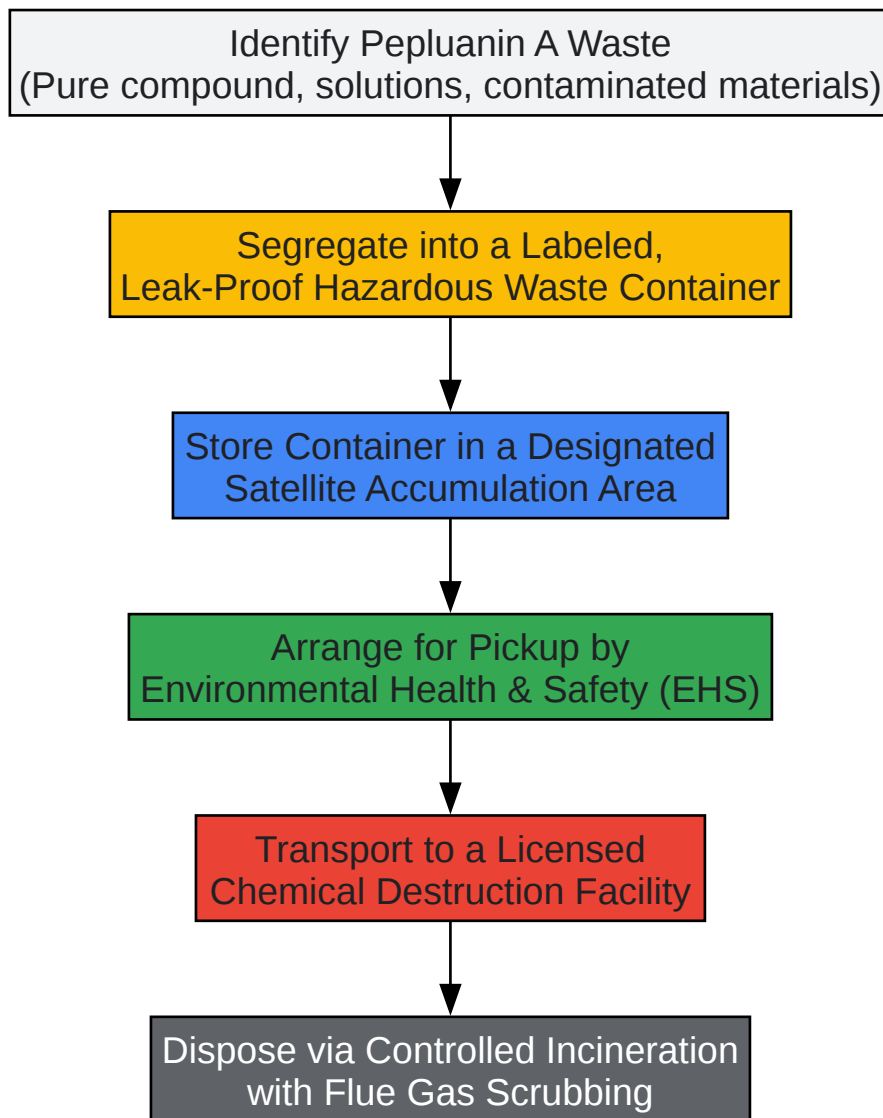 Identify Pepluanin A Waste
(Pure compound, solutions, contaminated materials)
Segregate into a Labeled,
Leak-Proof Hazardous Waste Container
Store Container in a Designated
Satellite Accumulation Area
Arrange for Pickup by
Environmental Health & Safety (EHS)
Transport to a Licensed
Chemical Destruction Facility
Dispose via Controlled Incineration
with Flue Gas Scrubbing